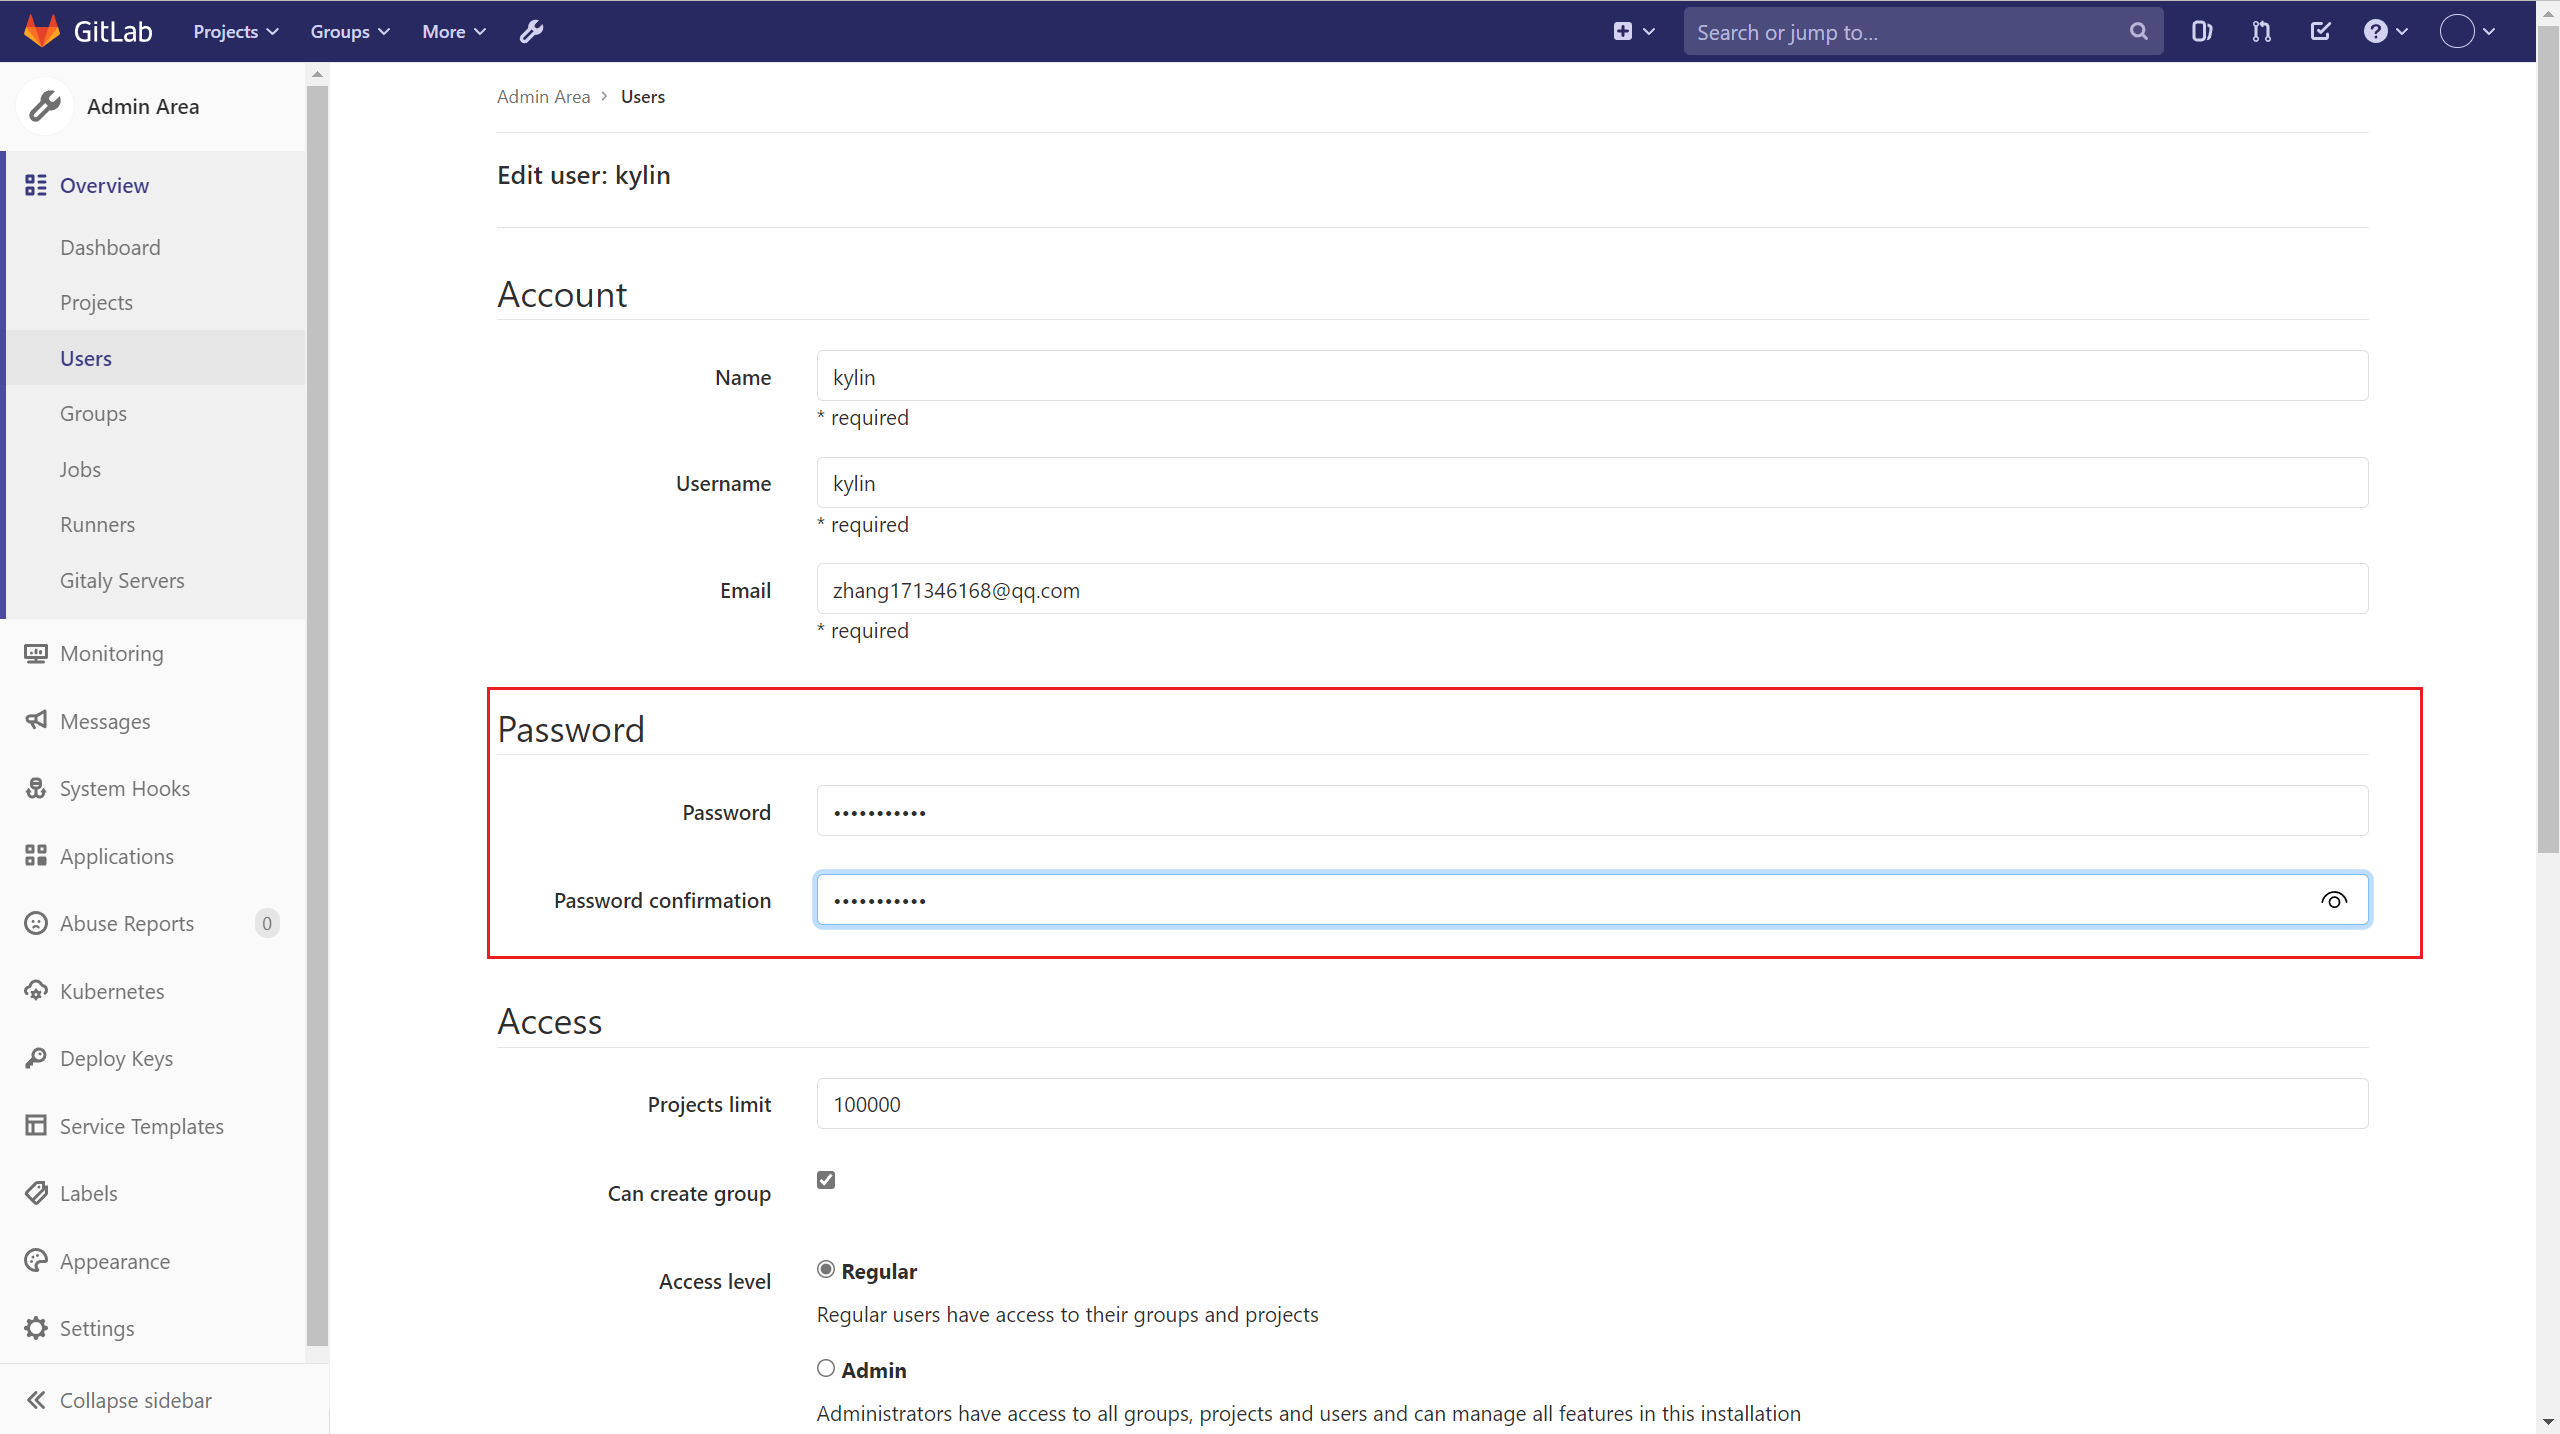 GitLab Projects Groups More Search or jump to...
Admin Area
Overview
Dashboard
Projects
Users
Groups
Jobs
Runners
Gitaly Servers
Monitoring
Messages
System Hooks
Applications
Abuse Reports 0
Kubernetes
Deploy Keys
Service Templates
Labels
Appearance
Settings
Collapse sidebar
Admin Area > Users
Edit user: kylin
Account
Name kylin
* required
Username kylin
* required
Email zhang171346168@qq.com
* required
Password
Password •••••••••••
Password confirmation •••••••••••
Access
Projects limit 100000
Can create group
Access level Regular
Regular users have access to their groups and projects
Admin
Administrators have access to all groups, projects and users and can manage all features in this installation